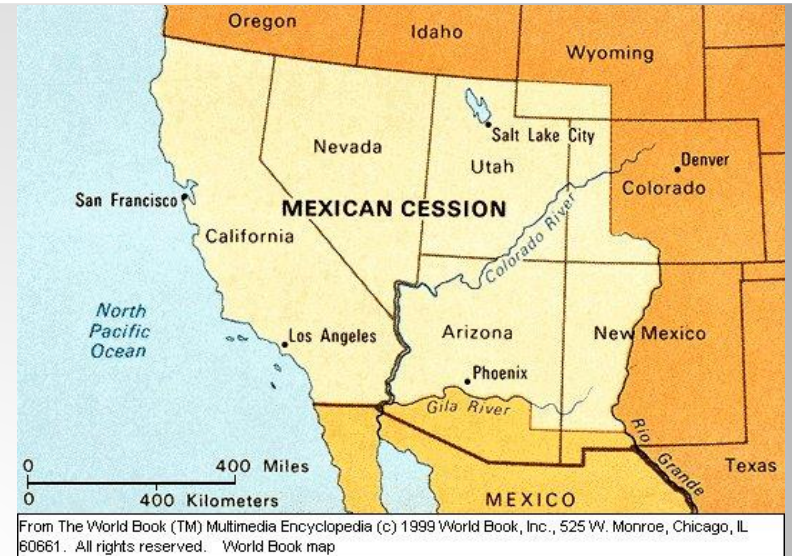 Oregon
Idaho
Wyoming
Nevada
Salt Lake City
Utah
Denver
Colorado
San Francisco
MEXICAN CESSION
California
Colorado River
North
Pacific
Ocean
Los Angeles
Arizona
New Mexico
Phoenix
Gila River
Rio Grande
0 400 Miles
Texas
0 400 Kilometers
MEXICO
From The World Book (TM) Multimedia Encyclopedia (c) 1999 World Book, Inc., 525 W. Monroe, Chicago, IL
60661. All rights reserved. World Book map